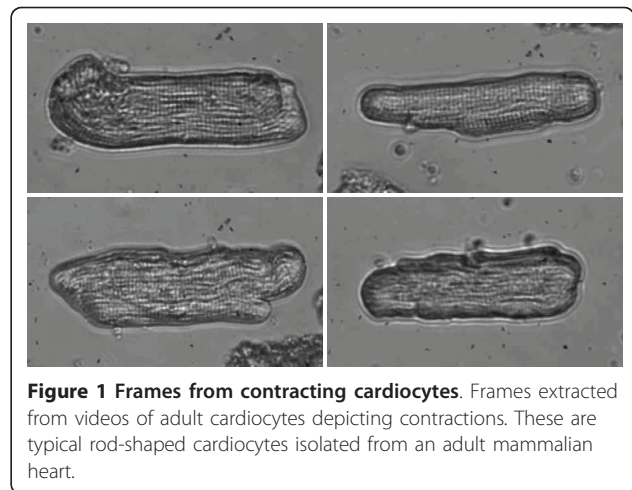 Figure 1 Frames from contracting cardiocytes. Frames extracted
from videos of adult cardiocytes depicting contractions. These are
typical rod-shaped cardiocytes isolated from an adult mammalian
heart.